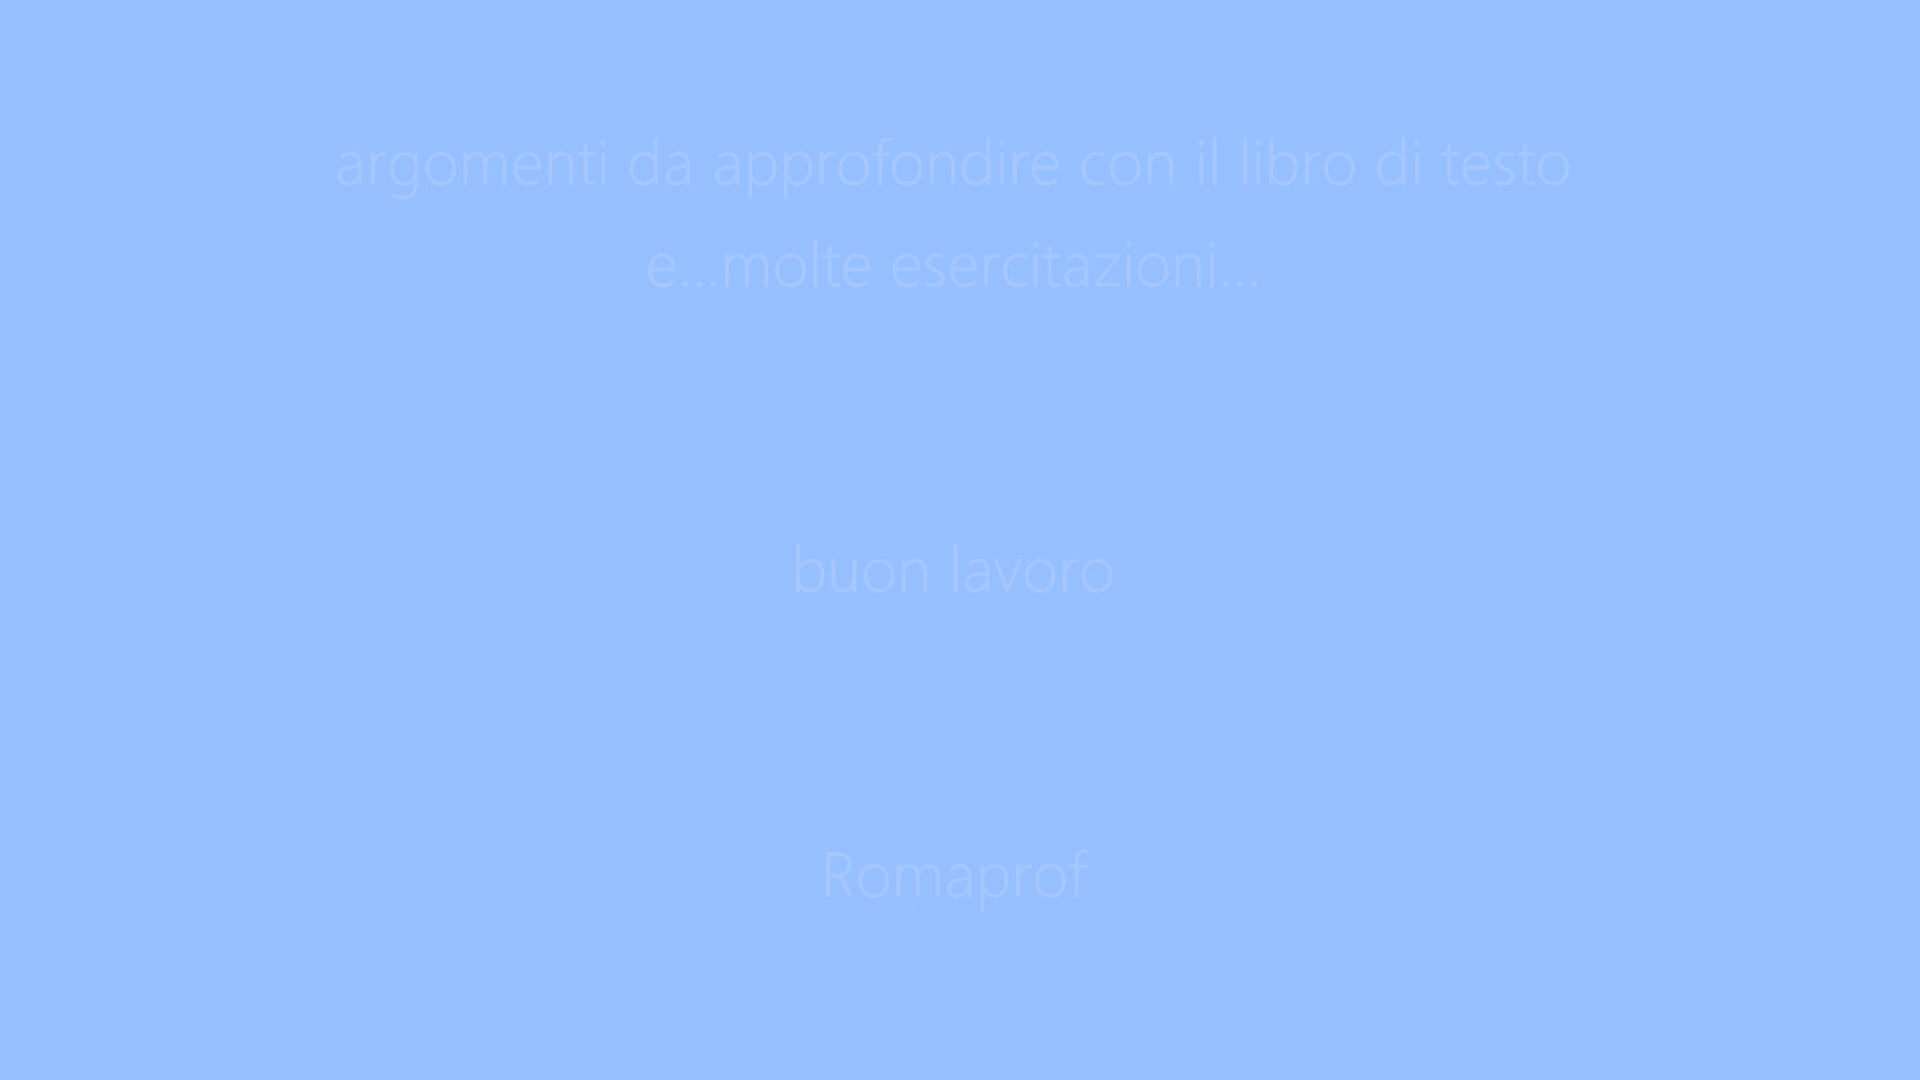 argomenti da approfondire con il libro di testo
e...molte esercitazioni...
buon lavoro
Romaprof